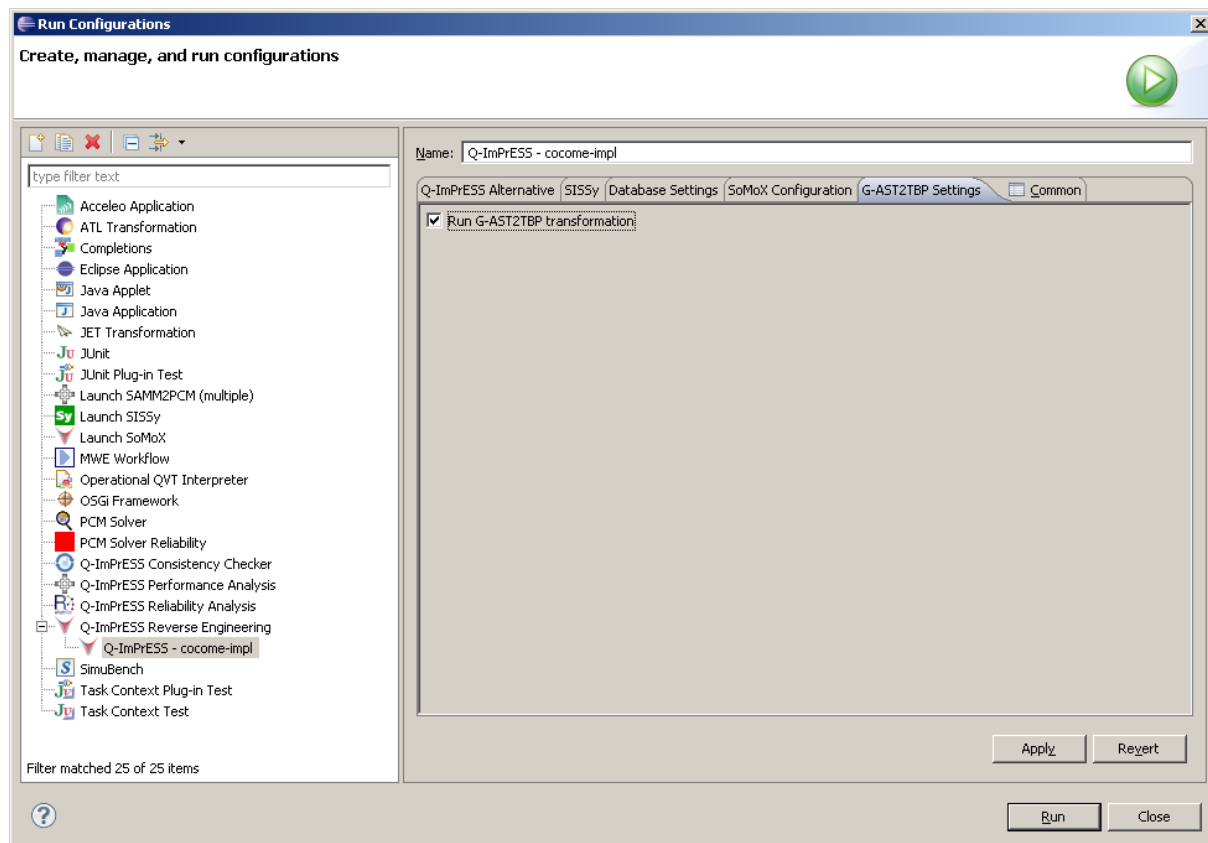 Run Configurations
Create, manage, and run configurations
type filter text
Acceleo Application
ATL Transformation
Completions
Eclipse Application
Java Applet
Java Application
JET Transformation
JUnit
JUnit Plug-in Test
Launch SAMM2PCM (multiple)
Launch SISSy
Launch SoMoX
MWE Workflow
Operational QVT Interpreter
OSGi Framework
PCM Solver
PCM Solver Reliability
Q-ImPrESS Consistency Checker
Q-ImPrESS Performance Analysis
Q-ImPrESS Reliability Analysis
Q-ImPrESS Reverse Engineering
Q-ImPrESS - cocome-impl
SimuBench
Task Context Plug-in Test
Task Context Test
Filter matched 25 of 25 items
Name: Q-ImPrESS - cocome-impl
Q-ImPrESS Alternative SISSy Database Settings SoMoX Configuration G-AST2TBP Settings Common
Run G-AST2TBP transformation
Apply Revert
Run Close